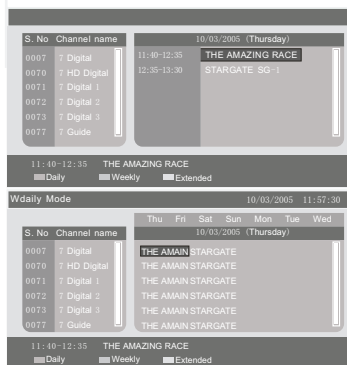 S. No Channel name 10/03/2005 (Thursday)
0007 7 Digital 11:40-12:35 THE AMAZING RACE
0070 7 HD Digital 12:35-13:30 STARGATE SG-1
0071 7 Digital 1
0072 7 Digital 2
0073 7 Digital 3
0077 7 Guide
11:40-12:35 THE AMAZING RACE
Daily Weekly Extended
Wdaily Mode 10/03/2005 11:57:30
Thu Fri Sat Sun Mon Tue Wed
S. No Channel name 10/03/2005 (Thursday)
0007 7 Digital THE AMAIN STARGATE
0070 7 HD Digital THE AMAIN STARGATE
0071 7 Digital 1 THE AMAIN STARGATE
0072 7 Digital 2 THE AMAIN STARGATE
0073 7 Digital 3 THE AMAIN STARGATE
0077 7 Guide THE AMAIN STARGATE
11:40-12:35 THE AMAZING RACE
Daily Weekly Extended